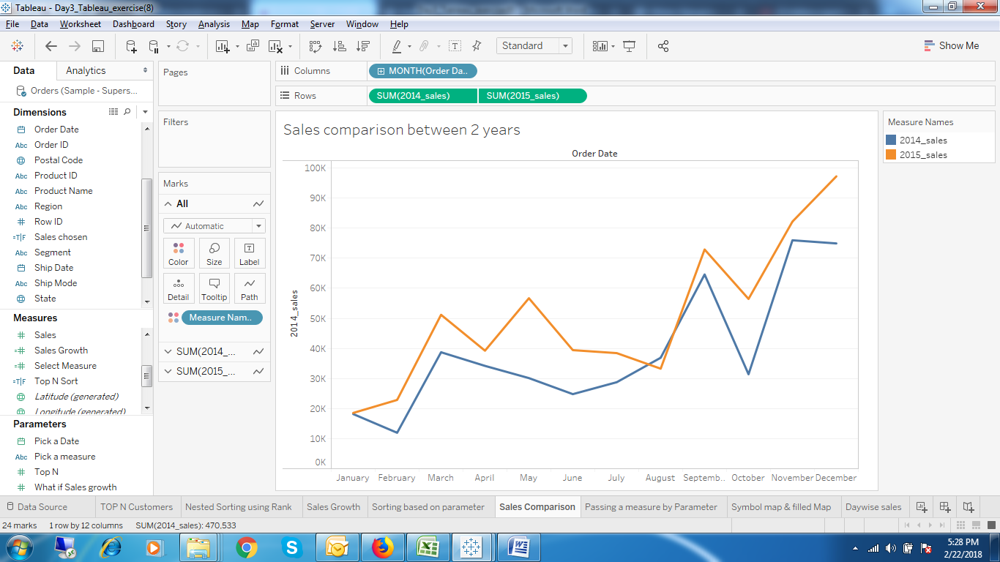 Tableau - Day3_Tableau_exercise(8)
File Data Worksheet Dashboard Story Analysis Map Format Server Window Help
Standard
Show Me
Data Analytics
Orders (Sample - Supers...
Dimensions
Order Date
Abc Order ID
Postal Code
Abc Product ID
Abc Product Name
Abc Region
# Row ID
=T|F Sales chosen
Abc Segment
Ship Date
Abc Ship Mode
State
Measures
# Sales
=# Sales Growth
=# Select Measure
=T|F Top N Sort
Latitude (generated)
Longitude (generated)
Parameters
Pick a Date
Abc Pick a measure
# Top N
# What if Sales growth
Pages
Filters
Marks
All
Automatic
Color Size Label
Detail Tooltip Path
Measure Nam..
SUM(2014_...
SUM(2015_...
Columns MONTH(Order Da..
Rows SUM(2014_sales) SUM(2015_sales)
Sales comparison between 2 years
Order Date
2014_sales
100K
90K
80K
70K
60K
50K
40K
30K
20K
10K
0K
January February March April May June July August Septemb.. October November December
Measure Names
2014_sales
2015_sales
Data Source TOP N Customers Nested Sorting using Rank Sales Growth Sorting based on parameter Sales Comparison Passing a measure by Parameter Symbol map & filled Map Daywise sales
24 marks 1 row by 12 columns SUM(2014_sales): 470,533
5:28 PM
2/22/2018